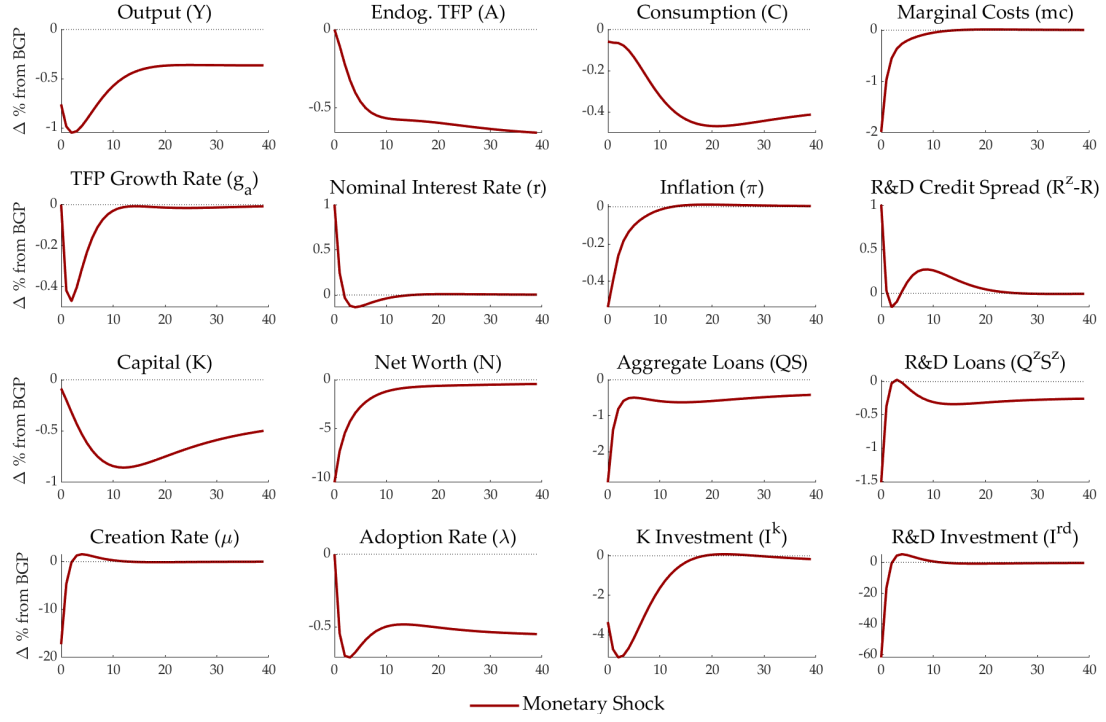 Output (Y)
Endog. TFP (A)
Consumption (C)
Marginal Costs (mc)
Δ % from BGP
0
-0.5
-1
0 10 20 30 40
0
-0.5
0 10 20 30 40
0
-0.2
-0.4
0 10 20 30 40
0
-1
-2
0 10 20 30 40
TFP Growth Rate (gₐ)
Nominal Interest Rate (r)
Inflation (π)
R&D Credit Spread (Rᶻ-R)
Δ % from BGP
0
-0.2
-0.4
0 10 20 30 40
1
0.5
0
0 10 20 30 40
0
-0.2
-0.4
0 10 20 30 40
1
0.5
0
0 10 20 30 40
Capital (K)
Net Worth (N)
Aggregate Loans (QS)
R&D Loans (QᶻSᶻ)
Δ % from BGP
0
-0.5
-1
0 10 20 30 40
0
-5
-10
0 10 20 30 40
0
-1
-2
0 10 20 30 40
0
-0.5
-1
-1.5
0 10 20 30 40
Creation Rate (μ)
Adoption Rate (λ)
K Investment (Iᵏ)
R&D Investment (Iʳᵈ)
Δ % from BGP
0
-10
-20
0 10 20 30 40
0
-0.5
0 10 20 30 40
0
-2
-4
0 10 20 30 40
0
-20
-40
-60
0 10 20 30 40
Monetary Shock